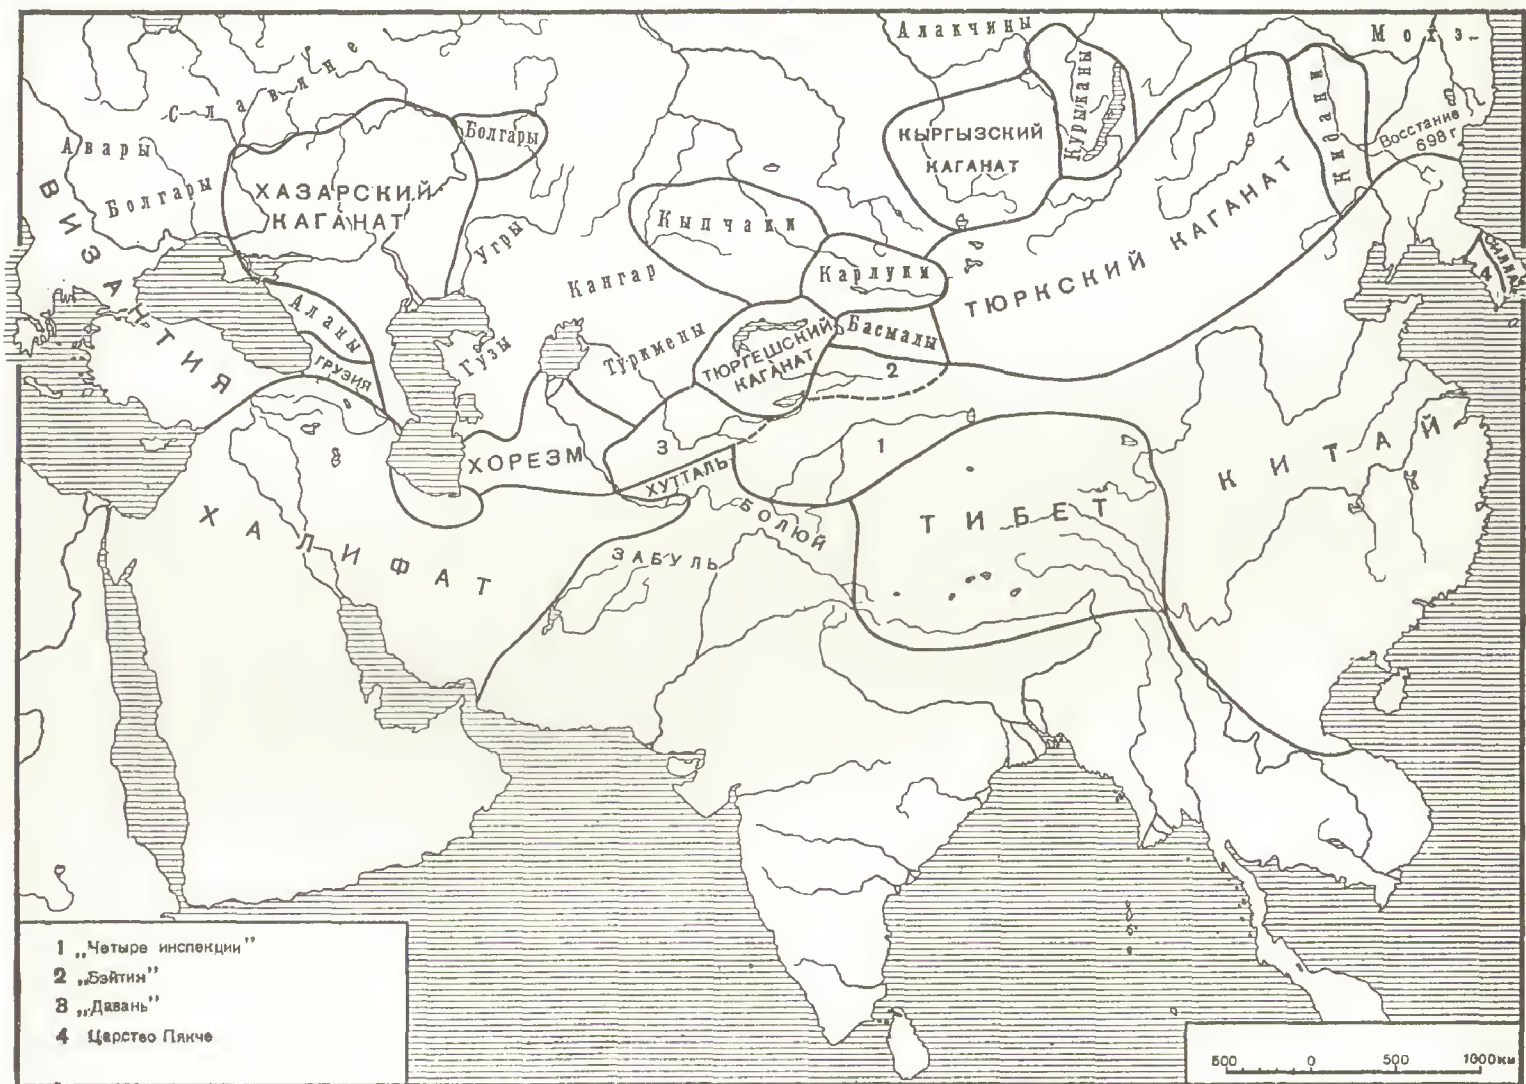 Алакчины
Мохэ
Славяне
Авары
Болгары
Болгары
ХАЗАРСКИЙ
КАГАНАТ
КЫРГЫЗСКИЙ
КАГАНАТ
Курыканы
Кидани
Восстание
698 г
ВИЗАНТИЯ
Угры
Кыпчаки
Кангар
Карлуки
ТЮРКСКИЙ КАГАНАТ
СИЛЛА
4
Аланы
ГРУЗИЯ
Гузы
Туркмены
ТЮРГЕШСКИЙ
КАГАНАТ
Басмалы
2
ХОРЕЗМ
3
1
ХУТТАЛЬ
БОЛЮЙ
ЗАБУЛЬ
ТИБЕТ
КИТАЙ
ХАЛИФАТ
1 „Четыре инспекции”
2 „Бэйтин”
3 „Давань”
4 Царство Пякче
500 0 500 1000км